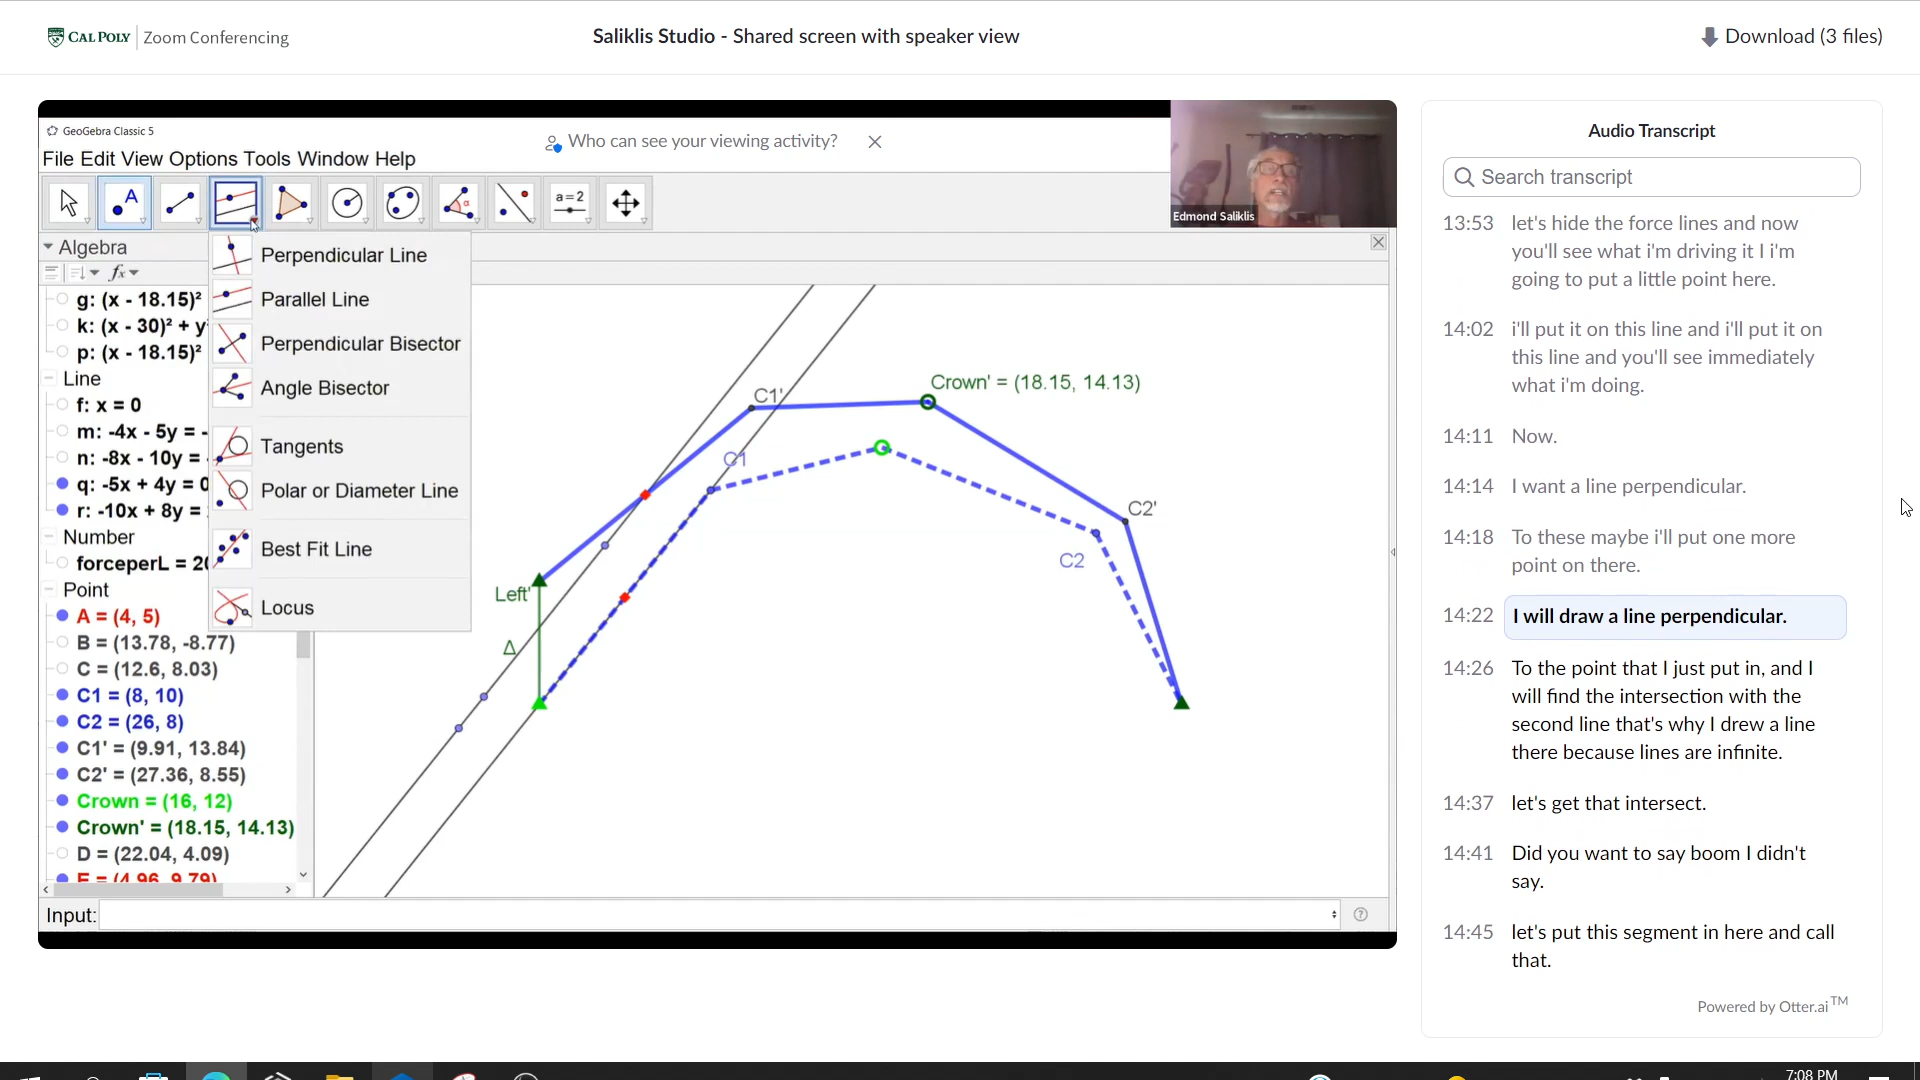 CAL POLY Zoom Conferencing
Saliklis Studio - Shared screen with speaker view
Download (3 files)
GeoGebra Classic 5
Who can see your viewing activity?
File Edit View Options Tools Window Help
A
α
a=2
Edmond Saliklis
Algebra
fx
Perpendicular Line
Parallel Line
Perpendicular Bisector
Angle Bisector
Tangents
Polar or Diameter Line
Best Fit Line
Locus
g: (x - 18.15)²
k: (x - 30)² + y
p: (x - 18.15)²
Line
f: x = 0
m: -4x - 5y = -
n: -8x - 10y =
q: -5x + 4y = 0
r: -10x + 8y =
Number
forceperL = 20
Point
A = (4, 5)
B = (13.78, -8.77)
C = (12.6, 8.03)
C1 = (8, 10)
C2 = (26, 8)
C1' = (9.91, 13.84)
C2' = (27.36, 8.55)
Crown = (16, 12)
Crown' = (18.15, 14.13)
D = (22.04, 4.09)
E = (4.96, 9.79)
Crown' = (18.15, 14.13)
C1'
C1
C2'
C2
Left'
Δ
Input:
Audio Transcript
Search transcript
13:53 let's hide the force lines and now
you'll see what i'm driving it I i'm
going to put a little point here.
14:02 i'll put it on this line and i'll put it on
this line and you'll see immediately
what i'm doing.
14:11 Now.
14:14 I want a line perpendicular.
14:18 To these maybe i'll put one more
point on there.
14:22 I will draw a line perpendicular.
14:26 To the point that I just put in, and I
will find the intersection with the
second line that's why I drew a line
there because lines are infinite.
14:37 let's get that intersect.
14:41 Did you want to say boom I didn't
say.
14:45 let's put this segment in here and call
that.
Powered by Otter.ai™
7:08 PM